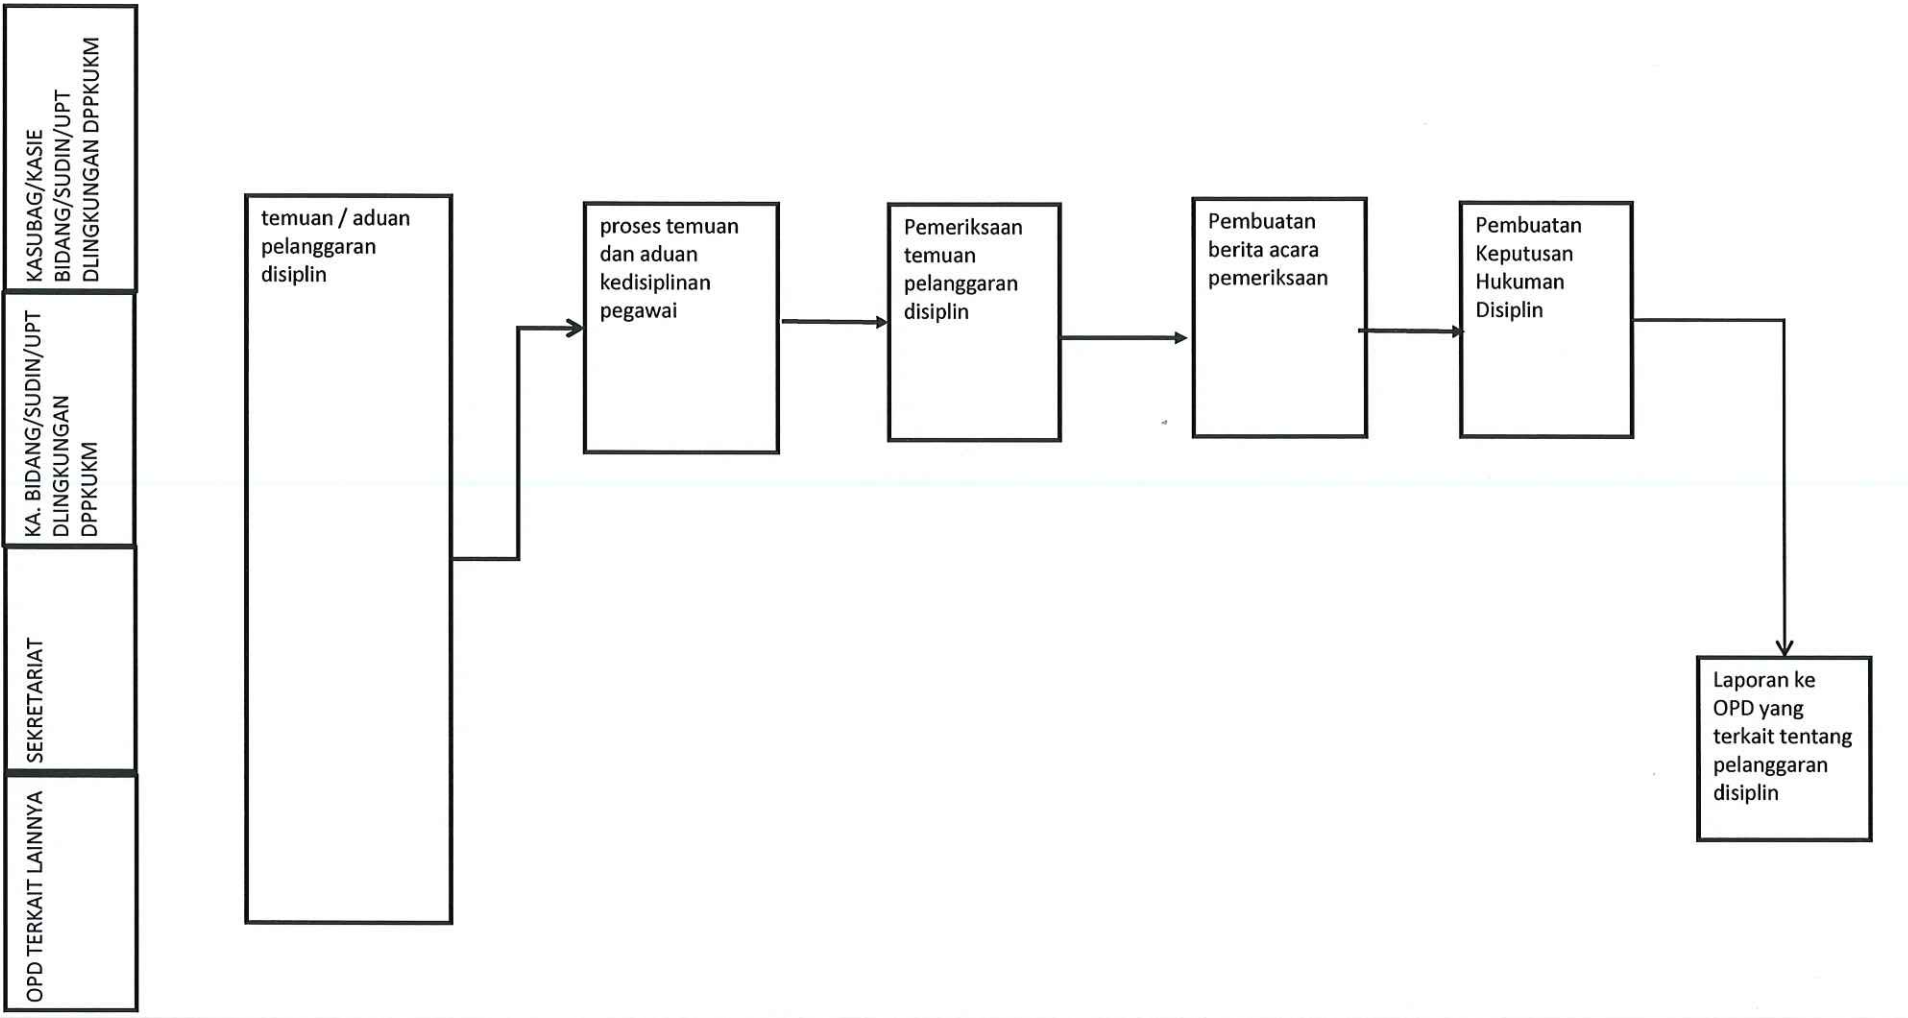 KASUBAG/KASIE
BIDANG/SUDIN/UPT
DLINGKUNGAN DPPKUKM
KA. BIDANG/SUDIN/UPT
DLINGKUNGAN
DPPKUKM
SEKRETARIAT
OPD TERKAIT LAINNYA
temuan / aduan
pelanggaran
disiplin
proses temuan
dan aduan
kedisiplinan
pegawai
Pemeriksaan
temuan
pelanggaran
disiplin
Pembuatan
berita acara
pemeriksaan
Pembuatan
Keputusan
Hukuman
Disiplin
Laporan ke
OPD yang
terkait tentang
pelanggaran
disiplin